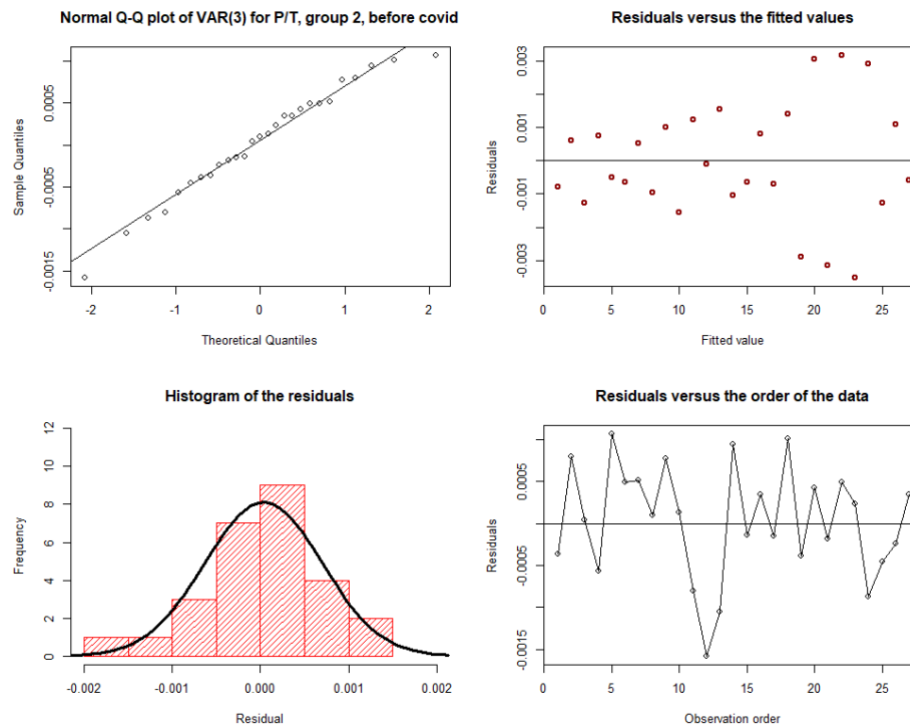 Normal Q-Q plot of VAR(3) for P/T, group 2, before covid
Sample Quantiles
0.0005
-0.0005
-0.0015
-2 -1 0 1 2
Theoretical Quantiles
Residuals versus the fitted values
Residuals
0.003
0.001
-0.001
-0.003
0 5 10 15 20 25
Fitted value
Histogram of the residuals
Frequency
12
10
8
6
4
2
0
-0.002 -0.001 0.000 0.001 0.002
Residual
Residuals versus the order of the data
Residuals
0.0005
-0.0005
-0.0015
0 5 10 15 20 25
Observation order